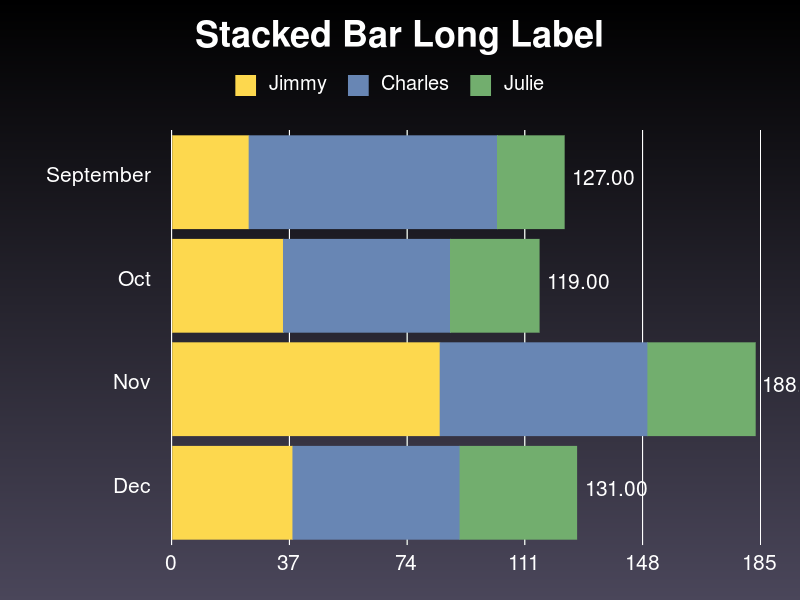 Stacked Bar Long Label
Jimmy Charles Julie
September 127.00
Oct 119.00
Nov 188.
Dec 131.00
0 37 74 111 148 185